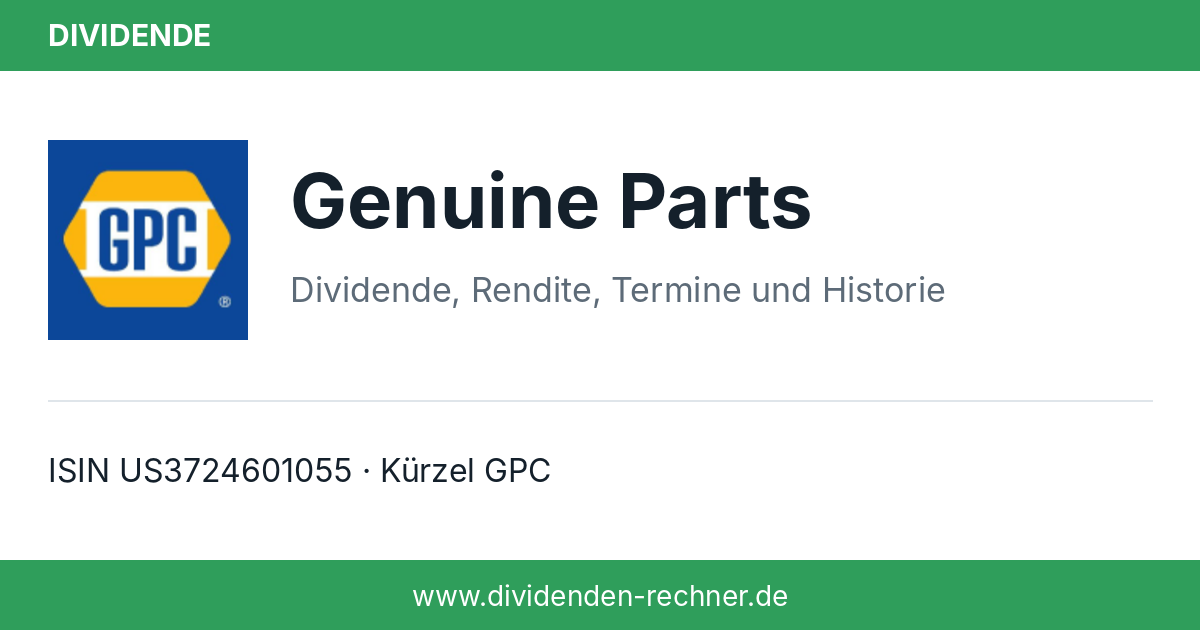 DIVIDENDE
GPC
®
Genuine Parts
Dividende, Rendite, Termine und Historie
ISIN US3724601055 · Kürzel GPC
www.dividenden-rechner.de